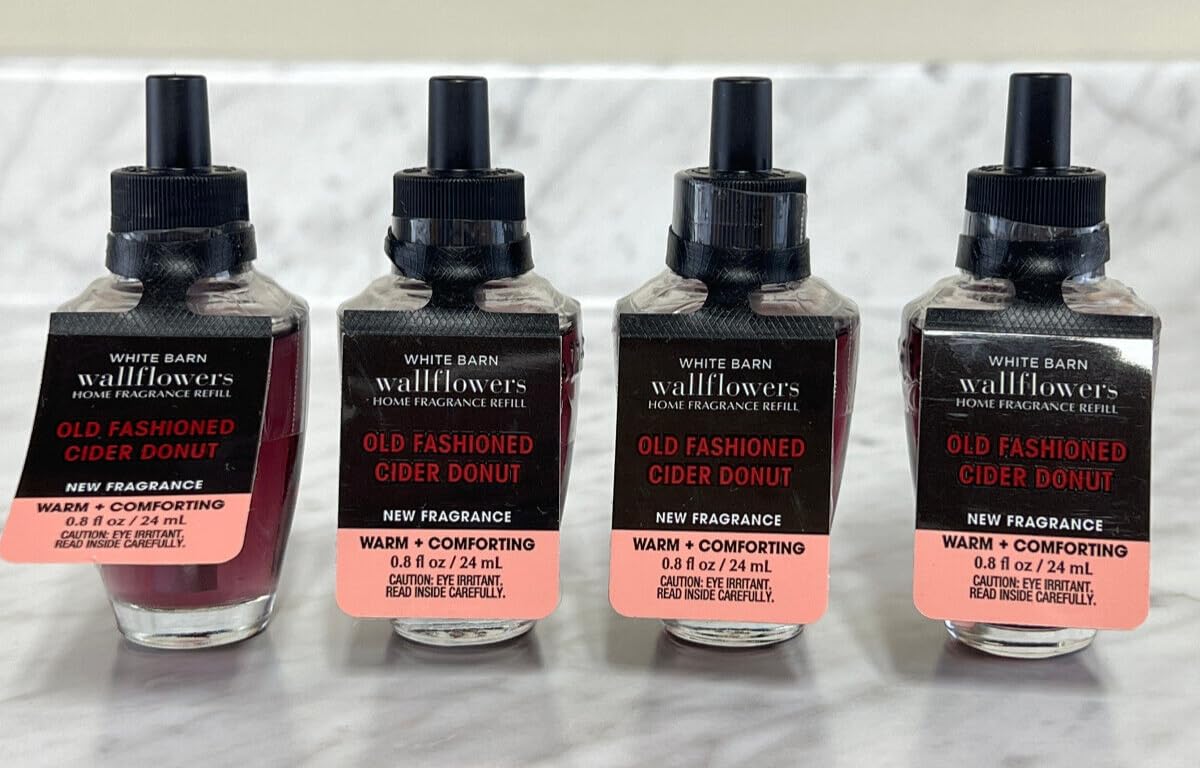 WHITE BARN
wallflowers
HOME FRAGRANCE REFILL
OLD FASHIONED
CIDER DONUT
NEW FRAGRANCE
WARM + COMFORTING
0.8 fl oz / 24 mL
CAUTION: EYE IRRITANT,
READ INSIDE CAREFULLY.
WHITE BARN
wallflowers
HOME FRAGRANCE REFILL
OLD FASHIONED
CIDER DONUT
NEW FRAGRANCE
WARM + COMFORTING
0.8 fl oz / 24 mL
CAUTION: EYE IRRITANT,
READ INSIDE CAREFULLY.
WHITE BARN
wallflowers
HOME FRAGRANCE REFILL
OLD FASHIONED
CIDER DONUT
NEW FRAGRANCE
WARM + COMFORTING
0.8 fl oz / 24 mL
CAUTION: EYE IRRITANT,
READ INSIDE CAREFULLY.
WHITE BARN
wallflowers
HOME FRAGRANCE REFILL
OLD FASHIONED
CIDER DONUT
NEW FRAGRANCE
WARM + COMFORTING
0.8 fl oz / 24 mL
CAUTION: EYE IRRITANT,
READ INSIDE CAREFULLY.